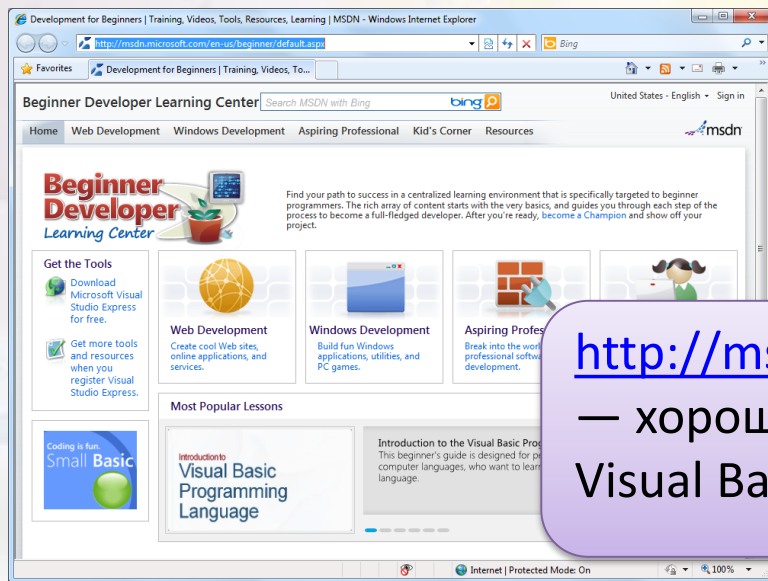 Development for Beginners | Training, Videos, Tools, Resources, Learning | MSDN - Windows Internet Explorer
http://msdn.microsoft.com/en-us/beginner/default.aspx
Bing
Favorites
Development for Beginners | Training, Videos, To...
Beginner Developer Learning Center
Search MSDN with Bing
bing
United States - English
Sign in
Home Web Development Windows Development Aspiring Professional Kid's Corner Resources
msdn
Beginner
Developer
Learning Center
Find your path to success in a centralized learning environment that is specifically targeted to beginner
programmers. The rich array of content starts with the very basics, and guides you through each step of the
process to become a full-fledged developer. After you're ready, become a Champion and show off your
project.
Get the Tools
Download
Microsoft Visual
Studio Express
for free.
Get more tools
and resources
when you
register Visual
Studio Express.
Web Development
Create cool Web sites,
online applications, and
services.
Windows Development
Build fun Windows
applications, utilities, and
PC games.
Aspiring
Break into the
professional
development.
http://
Visual
Most Popular Lessons
Coding is fun.
Small Basic
Introduction to
Visual Basic
Programming
Language
Introduction to the Visual Basic
This beginner's guide is designed for
computer languages, who want to
language.
Internet | Protected Mode: On
100%